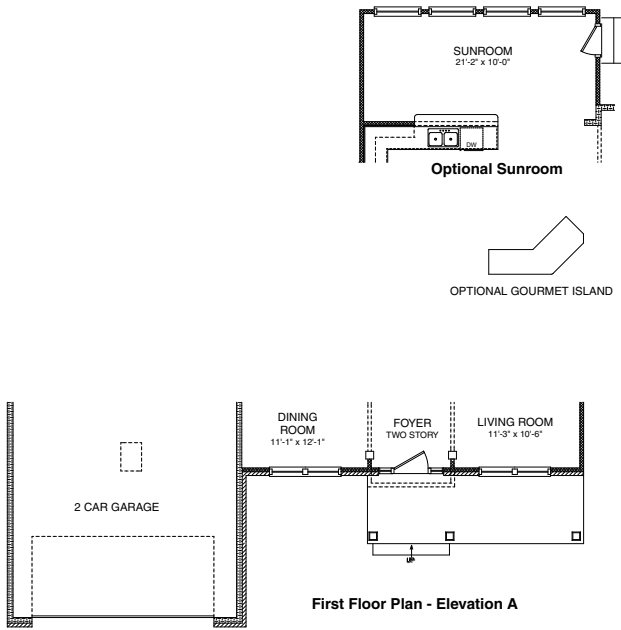 SUNROOM
21'-2" x 10'-0"
DW
Optional Sunroom
OPTIONAL GOURMET ISLAND
DINING
ROOM
11'-1" x 12'-1"
FOYER
TWO STORY
LIVING ROOM
11'-3" x 10'-6"
2 CAR GARAGE
UP
First Floor Plan - Elevation A